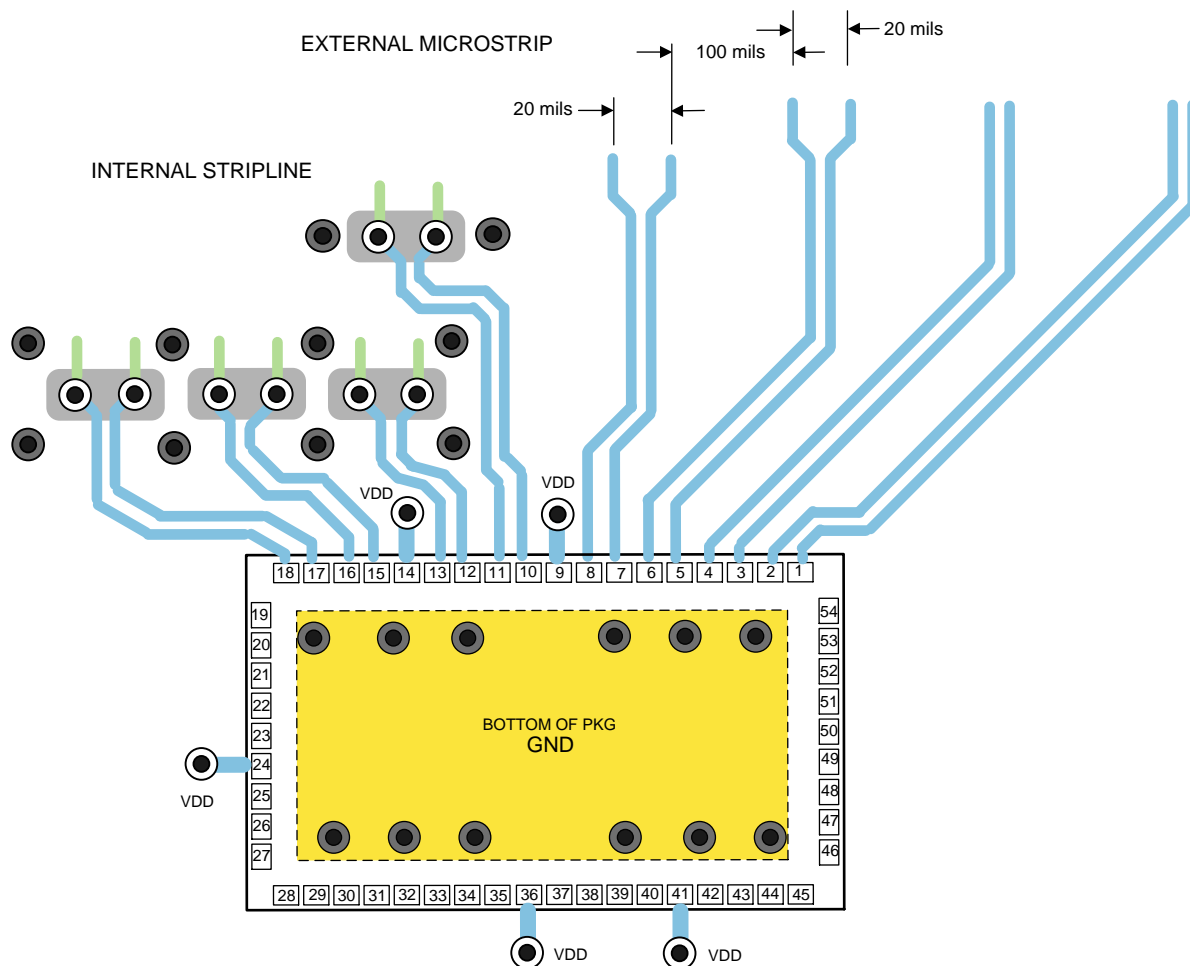 EXTERNAL MICROSTRIP
20 mils
100 mils
20 mils
INTERNAL STRIPLINE
VDD
VDD
18 17 16 15 14 13 12 11 10 9 8 7 6 5 4 3 2 1
19
20
21
22
23
24
25
26
27
54
53
52
51
50
49
48
47
46
BOTTOM OF PKG
GND
VDD
28 29 30 31 32 33 34 35 36 37 38 39 40 41 42 43 44 45
VDD
VDD